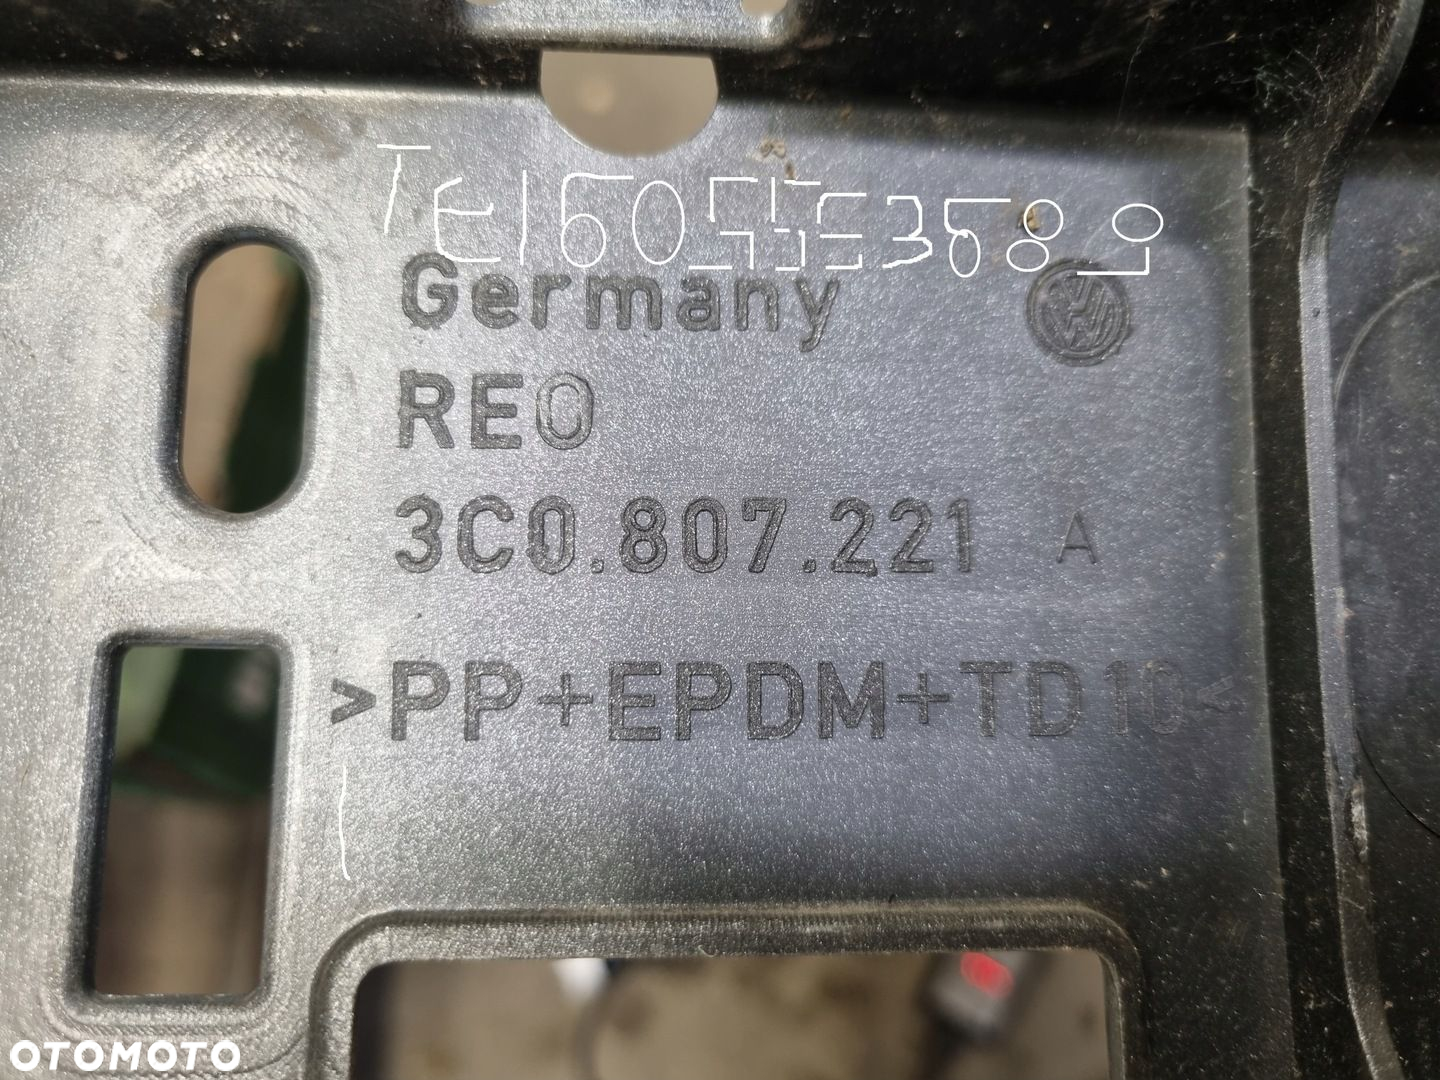 Germany
REO
3C0.807.221 A
>PP+EPDM+TD10<
OTOMOTO